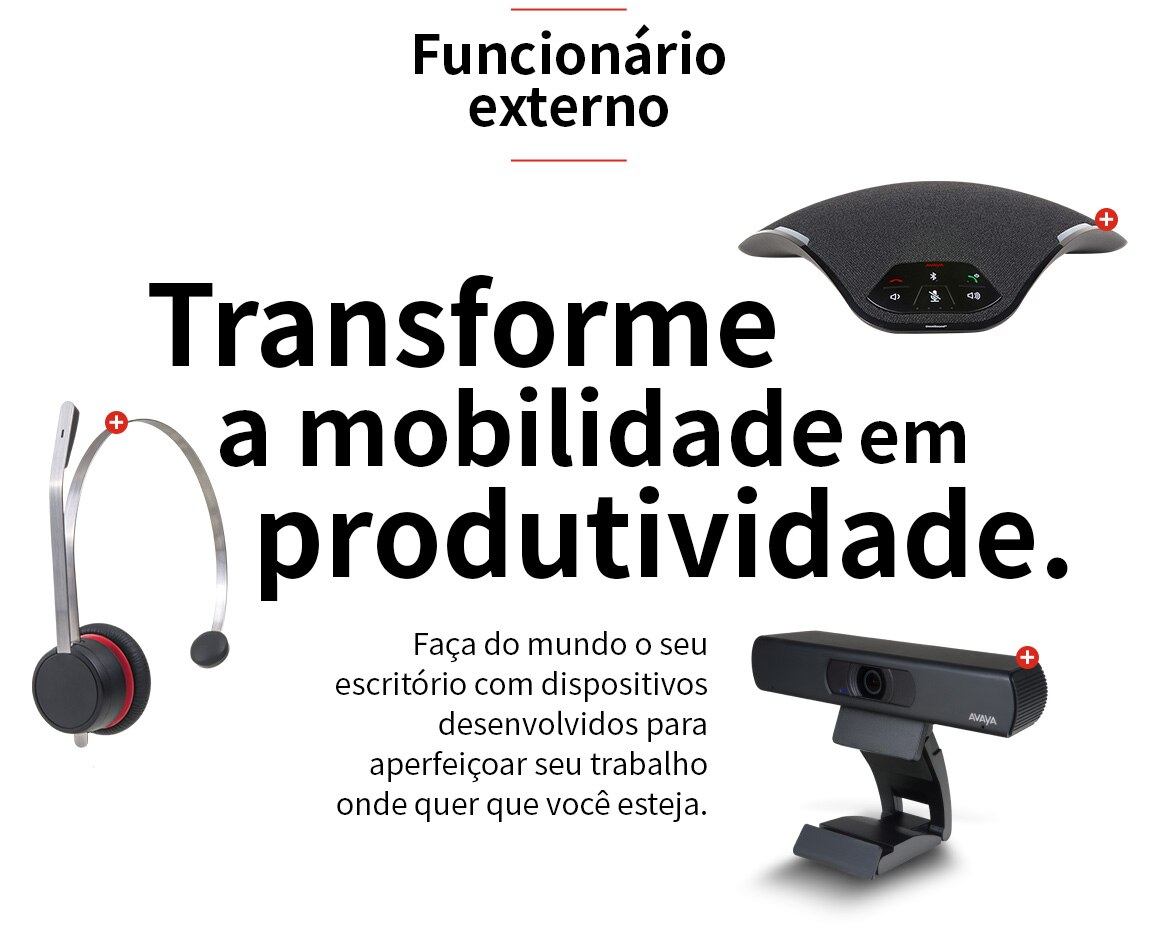 Funcionário
externo
AVAYA
Transforme
a mobilidade em
produtividade.
Faça do mundo o seu
escritório com dispositivos
desenvolvidos para
aperfeiçoar seu trabalho
onde quer que você esteja.
AVAYA